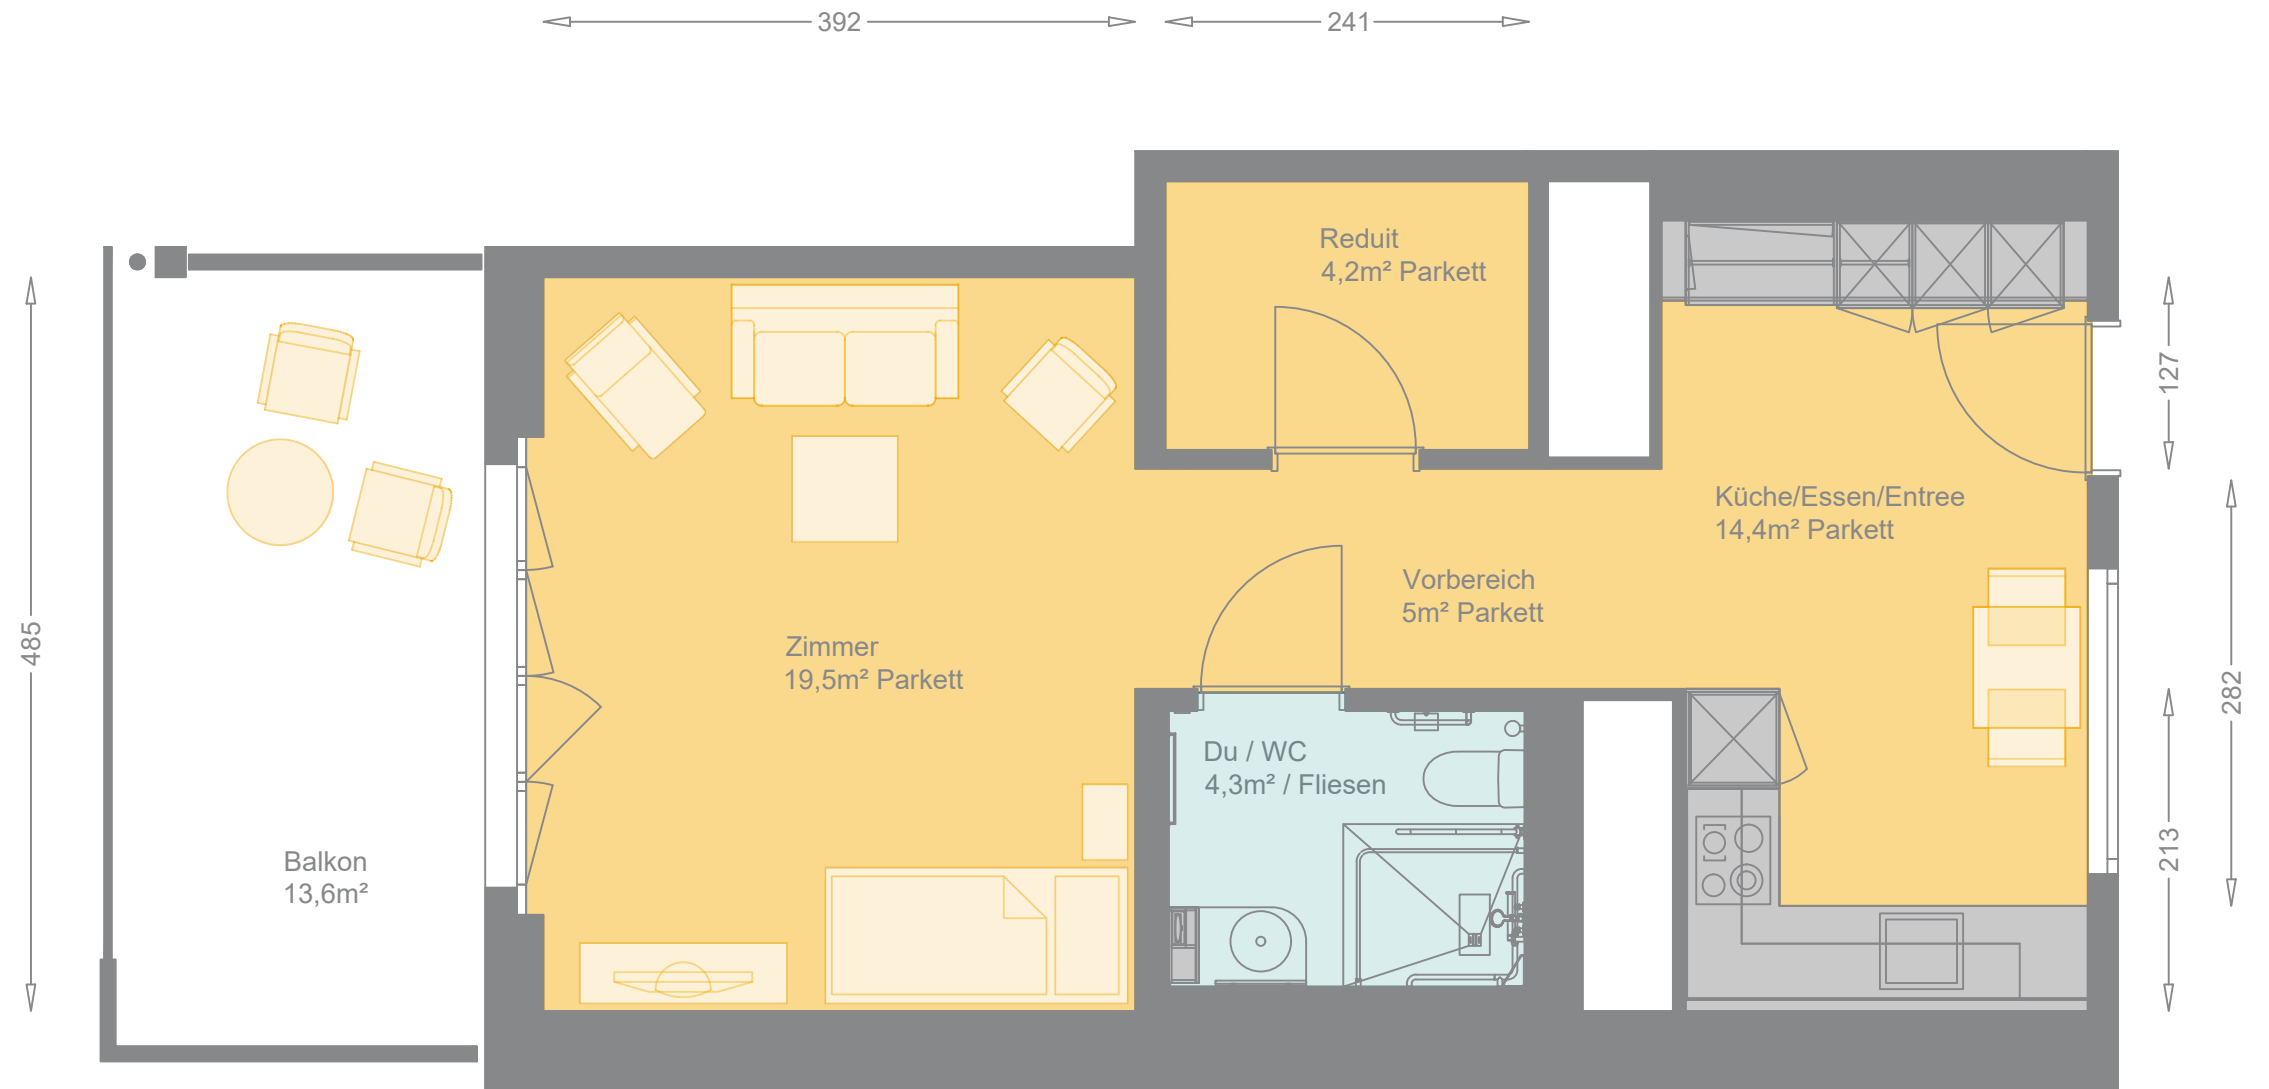 392
241
Reduit
4,2m² Parkett
127
Küche/Essen/Entree
14,4m² Parkett
Vorbereich
5m² Parkett
485
Zimmer
19,5m² Parkett
282
Du / WC
4,3m² / Fliesen
213
Balkon
13,6m²